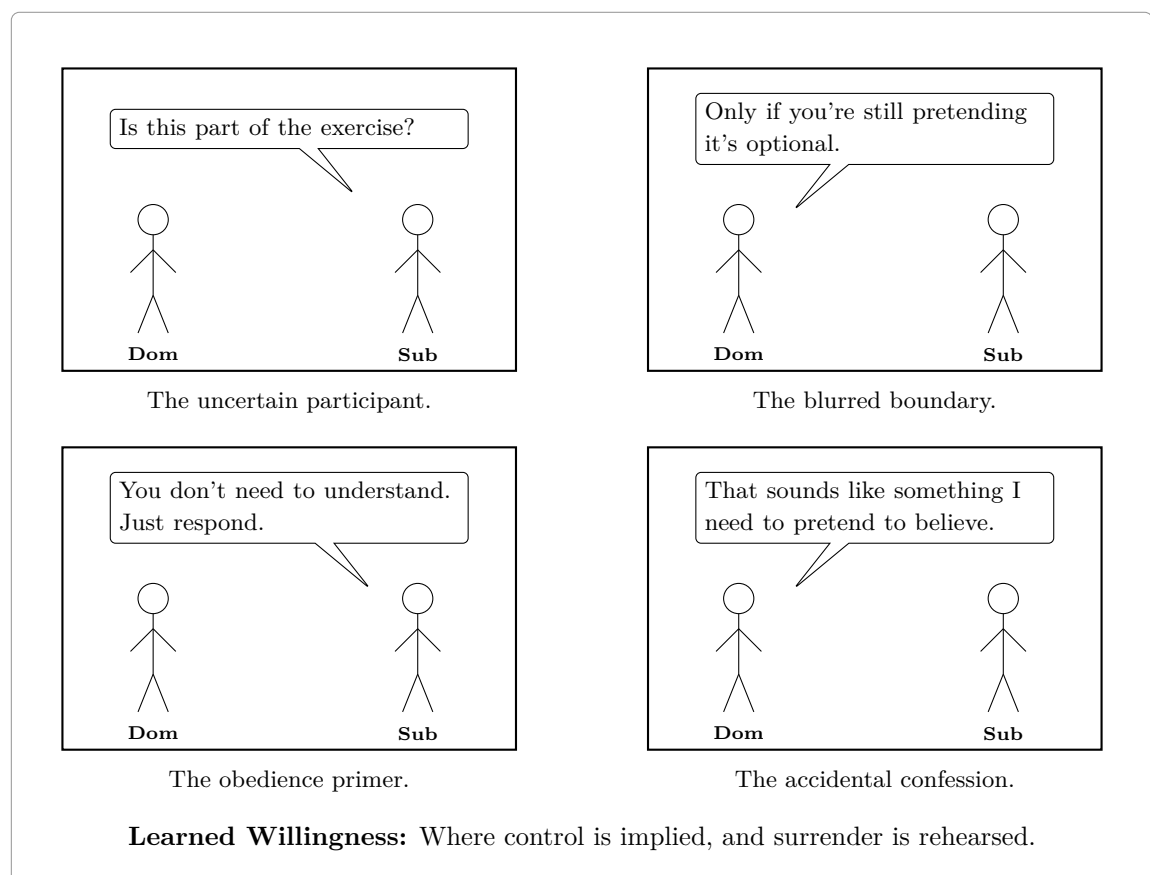 Is this part of the exercise?
Dom
Sub
The uncertain participant.
Only if you're still pretending
it's optional.
Dom
Sub
The blurred boundary.
You don't need to understand.
Just respond.
Dom
Sub
The obedience primer.
That sounds like something I
need to pretend to believe.
Dom
Sub
The accidental confession.
Learned Willingness: Where control is implied, and surrender is rehearsed.